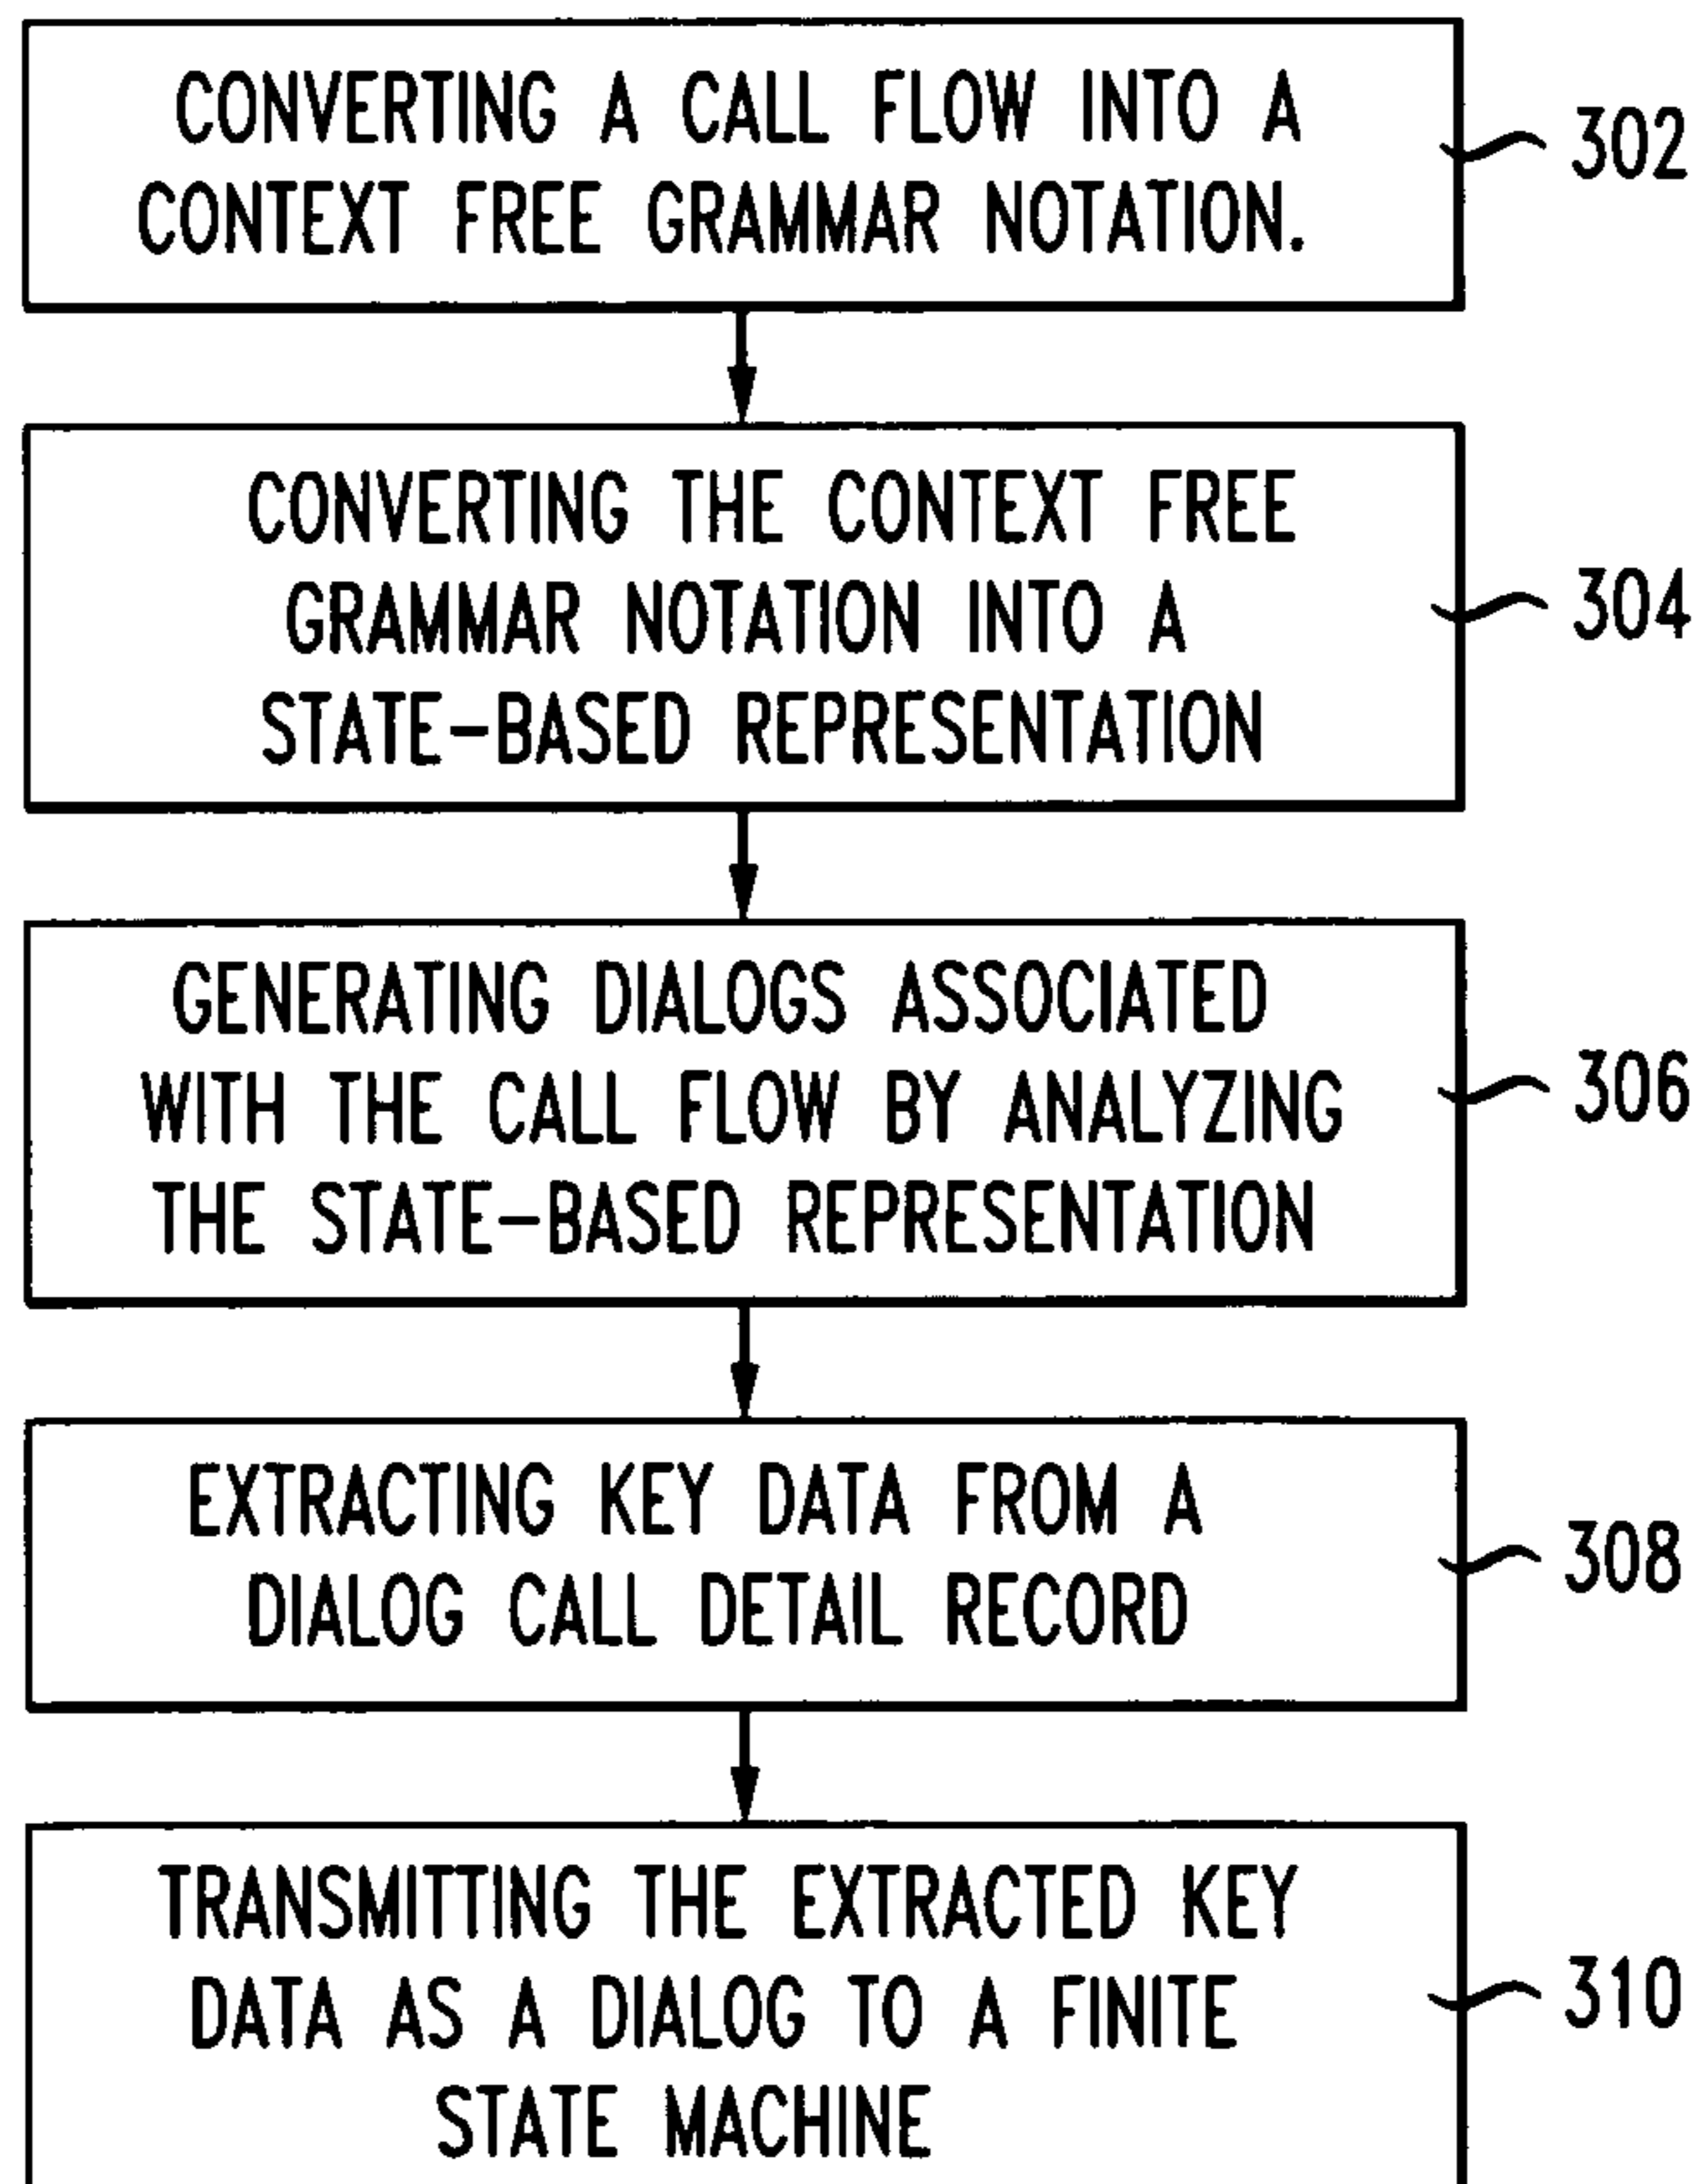 CONVERTING A CALL FLOW INTO A
CONTEXT FREE GRAMMAR NOTATION.
302
CONVERTING THE CONTEXT FREE
GRAMMAR NOTATION INTO A
STATE-BASED REPRESENTATION
304
GENERATING DIALOGS ASSOCIATED
WITH THE CALL FLOW BY ANALYZING
THE STATE-BASED REPRESENTATION
306
EXTRACTING KEY DATA FROM A
DIALOG CALL DETAIL RECORD
308
TRANSMITTING THE EXTRACTED KEY
DATA AS A DIALOG TO A FINITE
STATE MACHINE
310